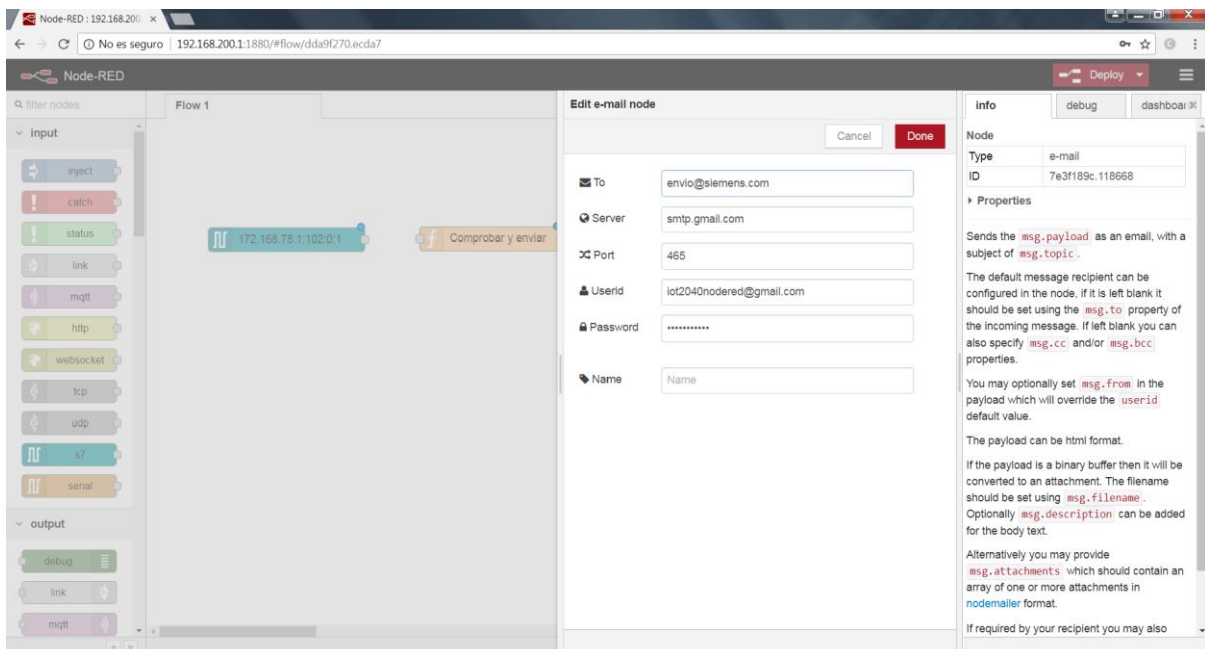 Node-RED : 192.168.200
No es seguro | 192.168.200.1:1880/#flow/dda9f270.ecda7
Node-RED
Deploy
filter nodes
Flow 1
input
inject
catch
status
link
mqtt
http
websocket
tcp
udp
s7
serial
output
debug
link
mqtt
172.168.78.1:102:0:1
Comprobar y enviar
Edit e-mail node
Cancel
Done
To
envio@siemens.com
Server
smtp.gmail.com
Port
465
Userid
iot2040nodered@gmail.com
Password
•••••••••••
Name
Name
info
debug
dashboar
Node
Type e-mail
ID 7e3f189c.118668
Properties
Sends the msg.payload as an email, with a
subject of msg.topic.
The default message recipient can be
configured in the node, if it is left blank it
should be set using the msg.to property of
the incoming message. If left blank you can
also specify msg.cc and/or msg.bcc
properties.
You may optionally set msg.from in the
payload which will override the userid
default value.
The payload can be html format.
If the payload is a binary buffer then it will be
converted to an attachment. The filename
should be set using msg.filename.
Optionally msg.description can be added
for the body text.
Alternatively you may provide
msg.attachments which should contain an
array of one or more attachments in
nodemailer format.
If required by your recipient you may also